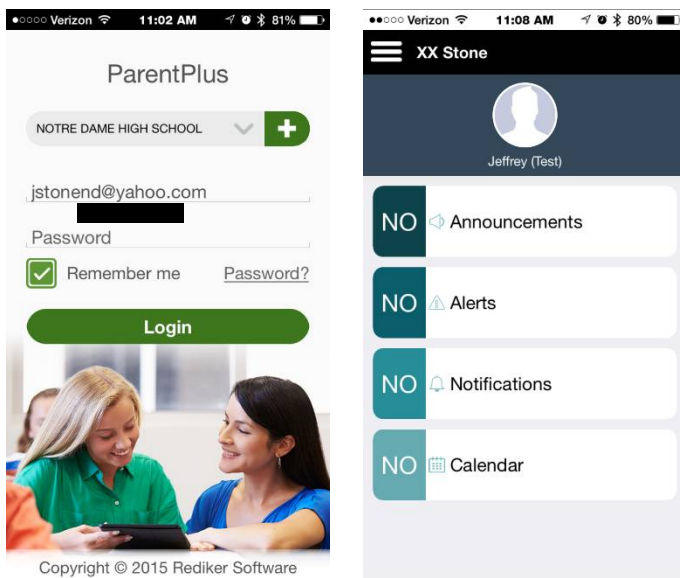 Verizon 11:02 AM 81%
ParentPlus
NOTRE DAME HIGH SCHOOL
jstonend@yahoo.com
Password
Remember me Password?
Login
Copyright © 2015 Rediker Software
Verizon 11:08 AM 80%
XX Stone
Jeffrey (Test)
NO Announcements
NO Alerts
NO Notifications
NO Calendar